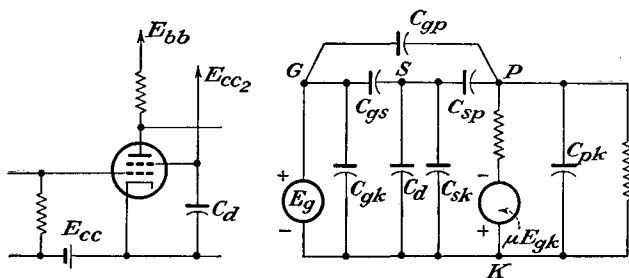 E_bb
E_cc2
C_d
E_cc
C_gp
G
S
P
C_gs
C_sp
+
E_g
-
C_gk
C_d
C_sk
-
+
μE_gk
C_pk
K